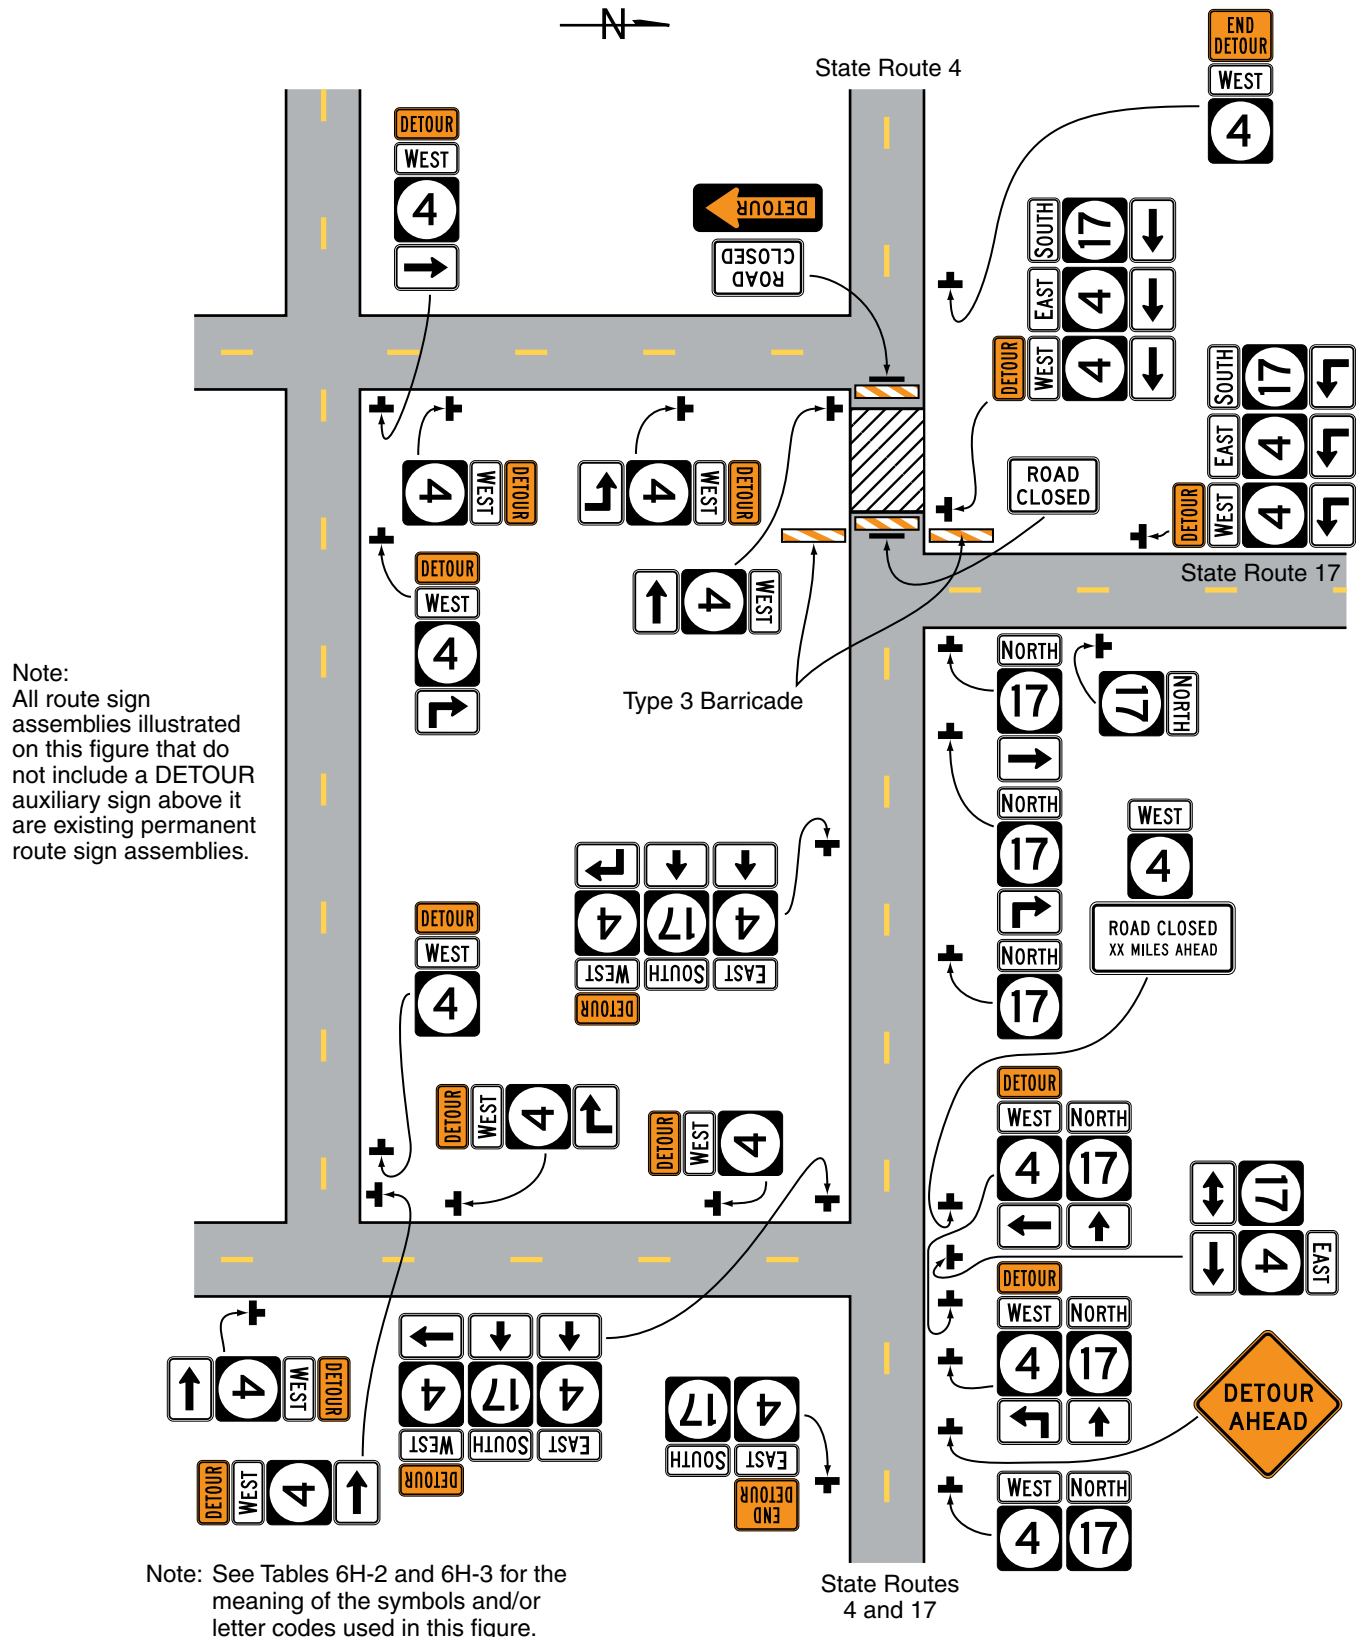 N
State Route 4
END
DETOUR
WEST
4
DETOUR
WEST
4
DETOUR
ROAD
CLOSED
SOUTH
17
EAST
4
DETOUR
WEST
4
SOUTH
17
EAST
4
DETOUR
WEST
4
4
WEST
DETOUR
4
WEST
DETOUR
ROAD
CLOSED
State Route 17
DETOUR
WEST
4
4
WEST
Type 3 Barricade
NORTH
17
17
NORTH
Note:
All route sign
assemblies illustrated
on this figure that do
not include a DETOUR
auxiliary sign above it
are existing permanent
route sign assemblies.
NORTH
17
WEST
4
ROAD CLOSED
XX MILES AHEAD
NORTH
17
DETOUR
WEST
4
EAST
4
SOUTH
17
DETOUR
WEST
4
DETOUR
WEST
4
DETOUR
WEST
4
DETOUR
WEST NORTH
4 17
17
4
EAST
DETOUR
WEST NORTH
4 17
DETOUR
AHEAD
4
WEST
DETOUR
EAST
4
SOUTH
17
DETOUR
WEST
4
END
DETOUR
EAST
4
SOUTH
17
DETOUR
WEST
4
WEST NORTH
4 17
Note: See Tables 6H-2 and 6H-3 for the
meaning of the symbols and/or
letter codes used in this figure.
State Routes
4 and 17